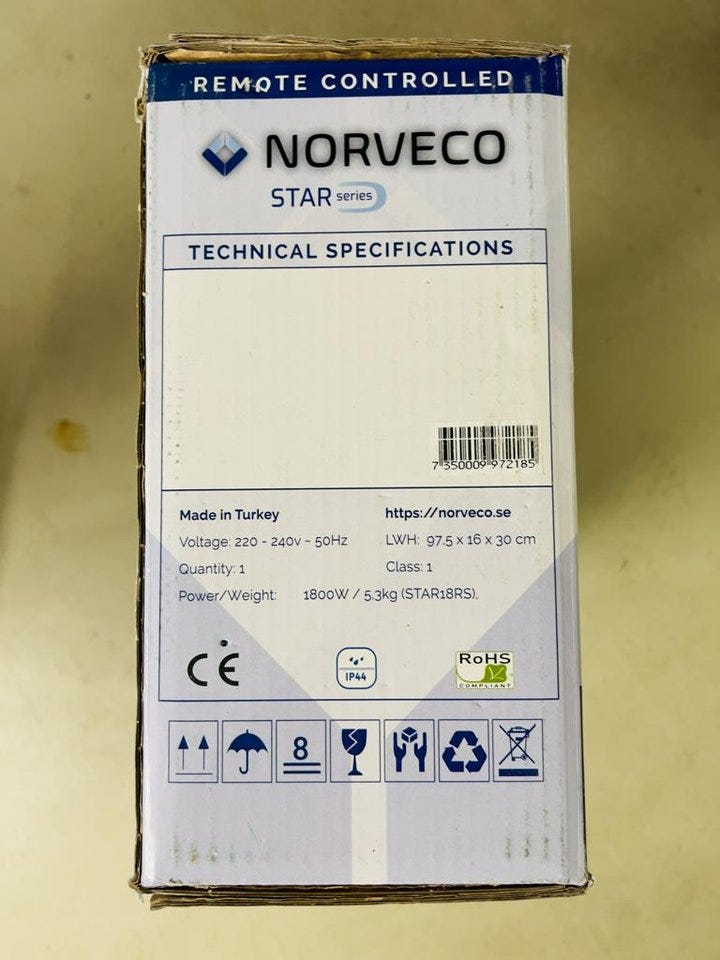 REMOTE CONTROLLED
NORVECO
STAR series
TECHNICAL SPECIFICATIONS
7 350009 972185
Made in Turkey
https://norveco.se
Voltage: 220 - 240v ~ 50Hz
LWH: 97.5 x 16 x 30 cm
Quantity: 1
Class: 1
Power/Weight: 1800W / 5,3kg (STAR18RS),
CE
IP44
RoHS
COMPLIANT
8